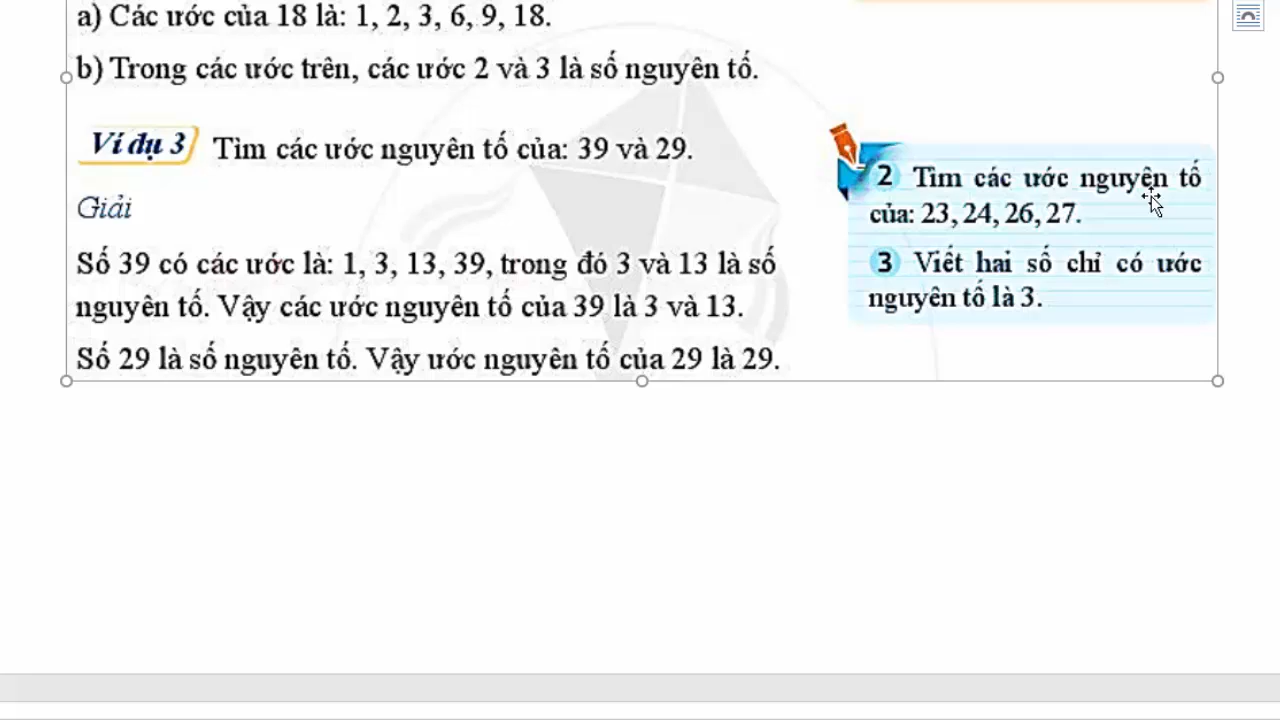 a) Các ước của 18 là: 1, 2, 3, 6, 9, 18.
b) Trong các ước trên, các ước 2 và 3 là số nguyên tố.
Ví dụ 3 Tìm các ước nguyên tố của: 39 và 29.
Giải
Số 39 có các ước là: 1, 3, 13, 39, trong đó 3 và 13 là số
nguyên tố. Vậy các ước nguyên tố của 39 là 3 và 13.
Số 29 là số nguyên tố. Vậy ước nguyên tố của 29 là 29.
2 Tìm các ước nguyên tố
của: 23, 24, 26, 27.
3 Viết hai số chỉ có ước
nguyên tố là 3.